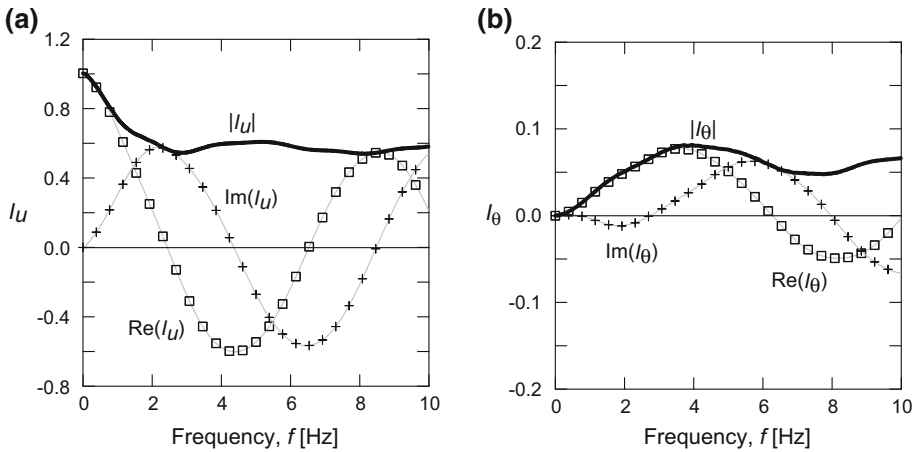 (a)
1.2
0.8
0.4
0.0
-0.4
-0.8
Iu
|Iu|
Im(Iu)
Re(Iu)
0 2 4 6 8 10
Frequency, f [Hz]
(b)
0.2
0.1
0.0
-0.1
-0.2
Iθ
|Iθ|
Im(Iθ)
Re(Iθ)
0 2 4 6 8 10
Frequency, f [Hz]